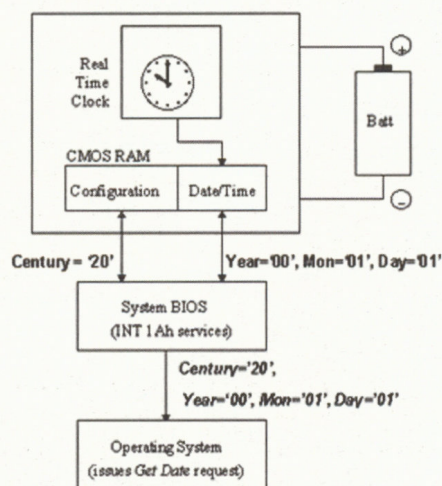 Real
Time
Clock
+
Batt
CMOS RAM
Configuration
Date/Time
-
Century = '20'
Year='00', Mon='01', Day='01'
System BIOS
(INT 1Ah services)
Century='20',
Year='00', Mon='01', Day='01'
Operating System
(issues Get Date request)